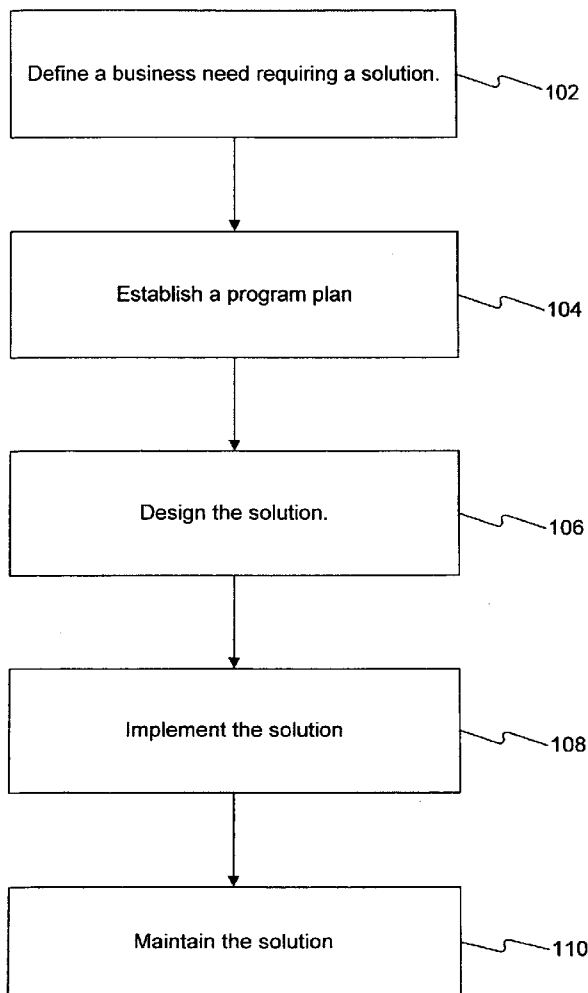 Define a business need requiring a solution.
102
Establish a program plan
104
Design the solution.
106
Implement the solution
108
Maintain the solution
110